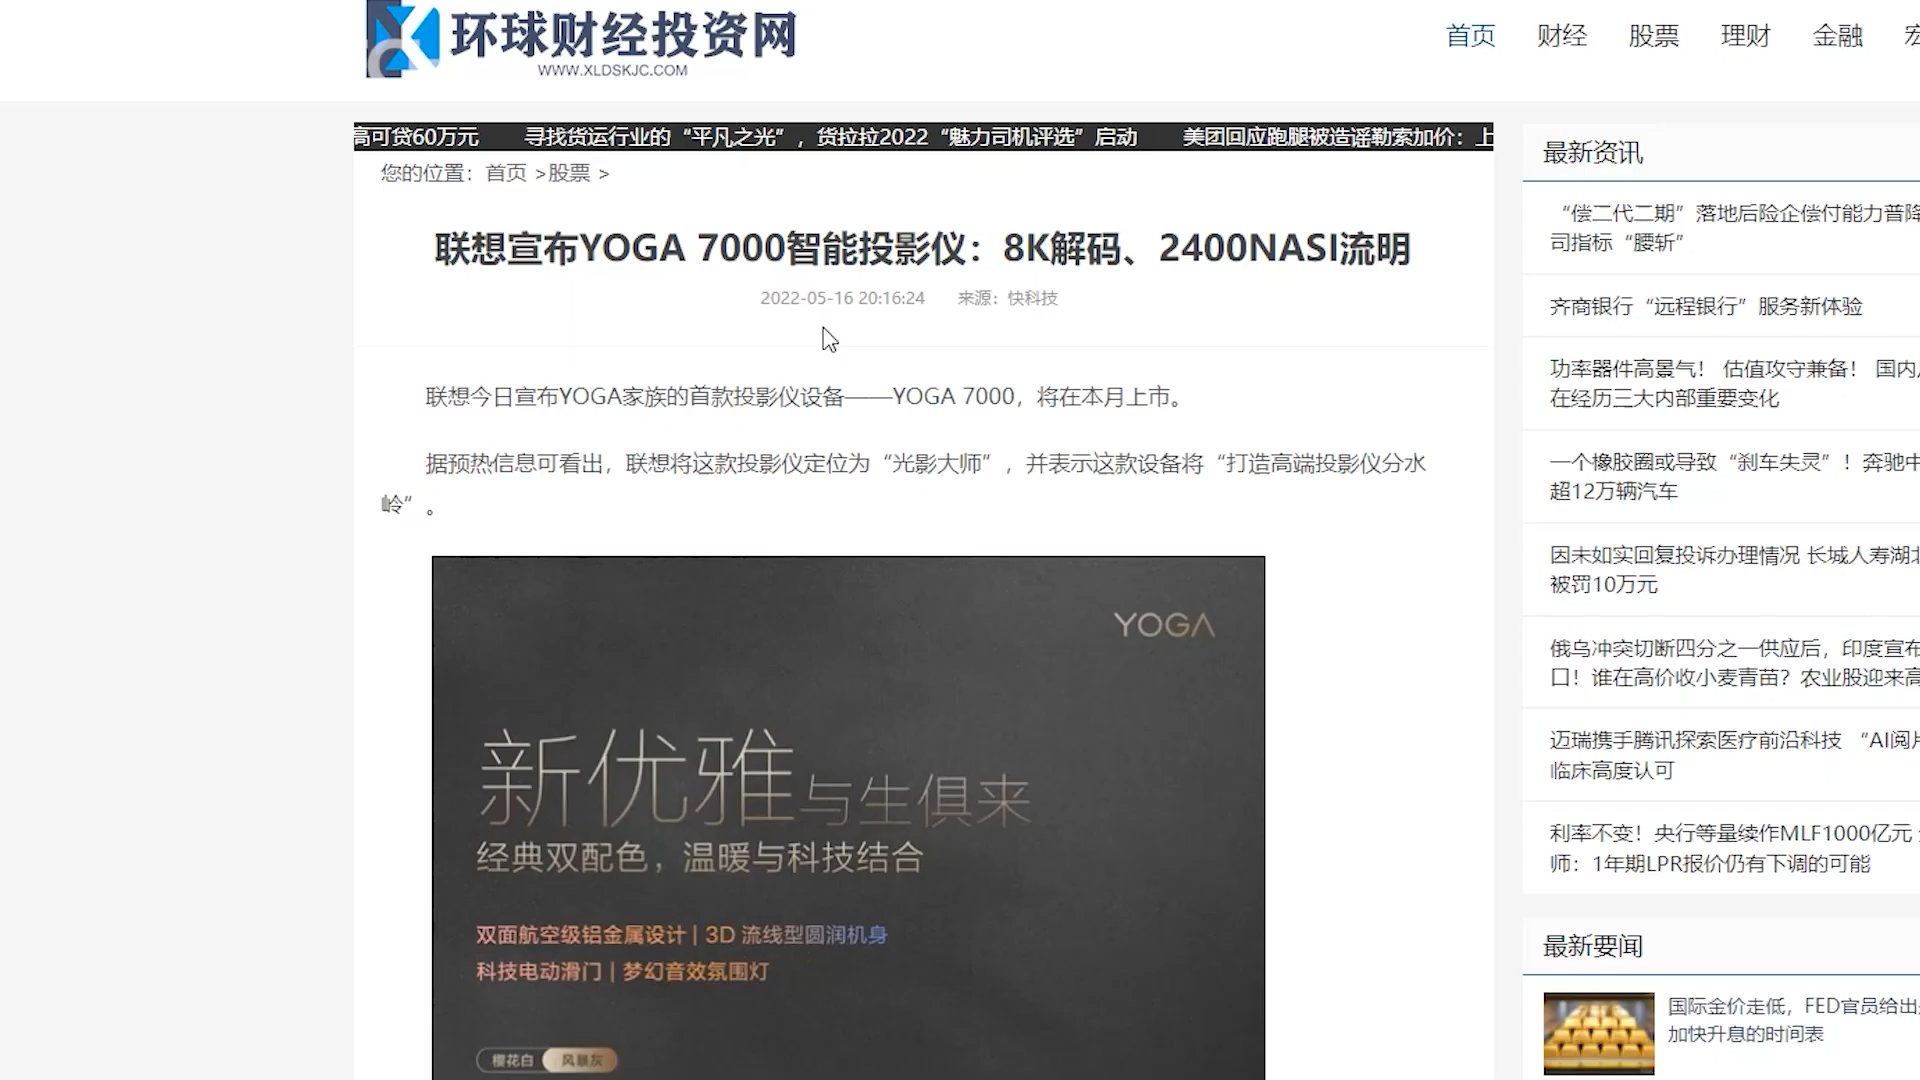 环球财经投资网
WWW.XLDSKJC.COM
首页 财经 股票 理财 金融
高可贷60万元 寻找货运行业的“平凡之光”，货拉拉2022“魅力司机评选”启动 美团回应跑腿被造谣勒索加价：上
您的位置：首页 >股票 >
联想宣布YOGA 7000智能投影仪：8K解码、2400NASI流明
2022-05-16 20:16:24 来源：快科技
联想今日宣布YOGA家族的首款投影仪设备——YOGA 7000，将在本月上市。
据预热信息可看出，联想将这款投影仪定位为“光影大师”，并表示这款设备将“打造高端投影仪分水
岭”。
YOGA
新优雅与生俱来
经典双配色，温暖与科技结合
双面航空级铝金属设计 | 3D 流线型圆润机身
科技电动滑门 | 梦幻音效氛围灯
樱花白 风暴灰
最新资讯
“偿二代二期”落地后险企偿付能力普降
司指标“腰斩”
齐商银行“远程银行”服务新体验
功率器件高景气！ 估值攻守兼备！ 国内
在经历三大内部重要变化
一个橡胶圈或导致“刹车失灵”！奔驰中
超12万辆汽车
因未如实回复投诉办理情况 长城人寿湖北
被罚10万元
俄乌冲突切断四分之一供应后，印度宣布
口！谁在高价收小麦青苗？农业股迎来高
迈瑞携手腾讯探索医疗前沿科技 “AI阅片
临床高度认可
利率不变！央行等量续作MLF1000亿元
师：1年期LPR报价仍有下调的可能
最新要闻
国际金价走低，FED官员给出
加快升息的时间表